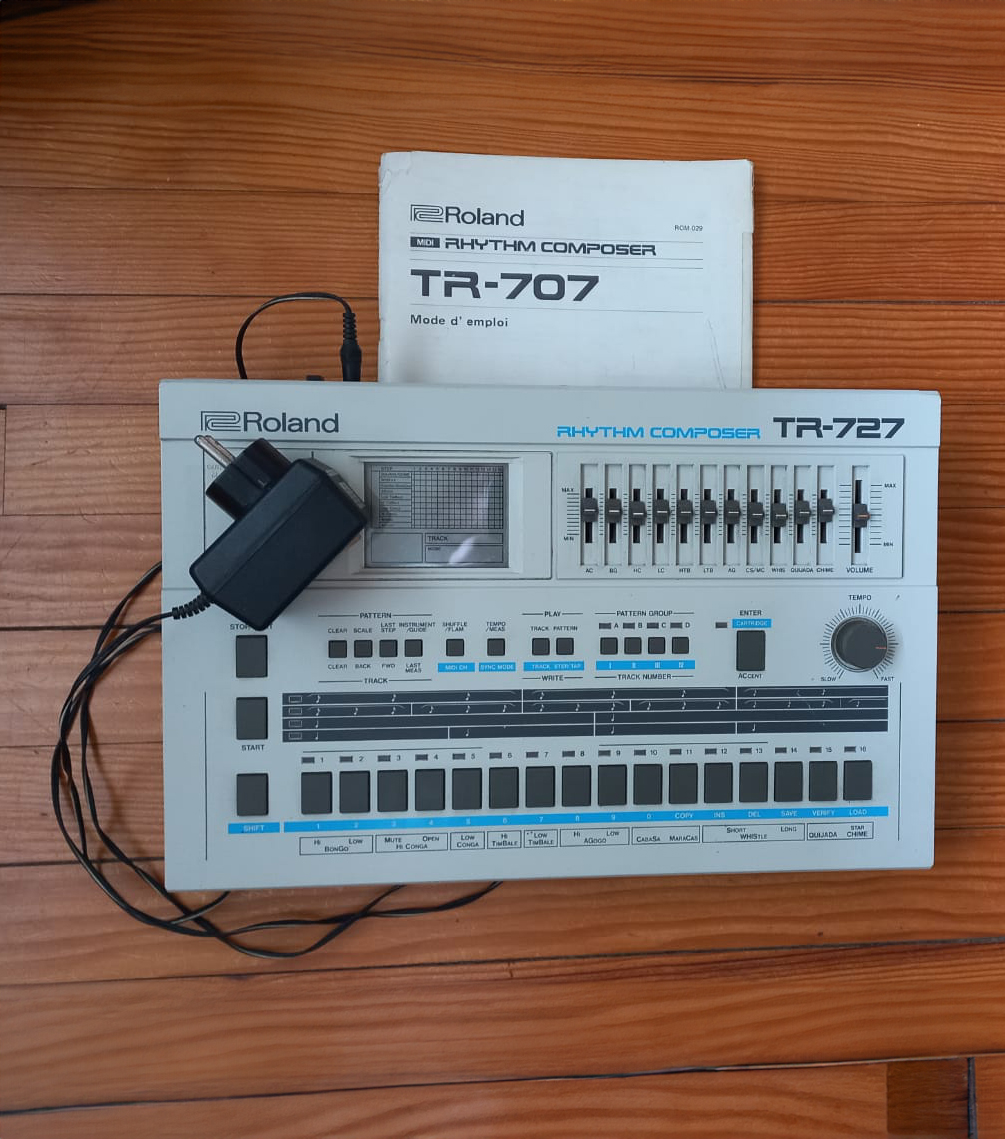 Roland
ROM-029
MIDI RHYTHM COMPOSER
TR-707
Mode d' emploi
Roland
RHYTHM COMPOSER TR-727
MAX
MIN
AC BG HC LC HTB LTB AG CS/MC WHIS QUIJADA CHIME
MAX
MIN
VOLUME
TRACK
PATTERN
CLEAR SCALE LAST STEP INSTRUMENT /GUIDE
SHUFFLE /FLAM
TEMPO /MEAS
CLEAR BACK FWD LAST MEAS
MIDI CH SYNC MODE
TRACK
PLAY
TRACK PATTERN
TRACK STEP TAP
WRITE
PATTERN GROUP
A B C D
I II III IV
TRACK NUMBER
ENTER
CARTRIDGE
ACCENT
TEMPO
SLOW FAST
START
SHIFT
1 2 3 4 5 6 7 8 9 10 11 12 13 14 15 16
1 2 3 4 5 6 7 8 9 0 COPY INS DEL SAVE VERIFY LOAD
Hi BONGO Low
MUTE HI CONGA OPEN
LOW CONGA
Hi TIMBALE
LOW TIMBALE
Hi AGOGO LOW
CABASA MARACAS
SHORT WHISTLE LONG
QUIJADA STAR CHIME